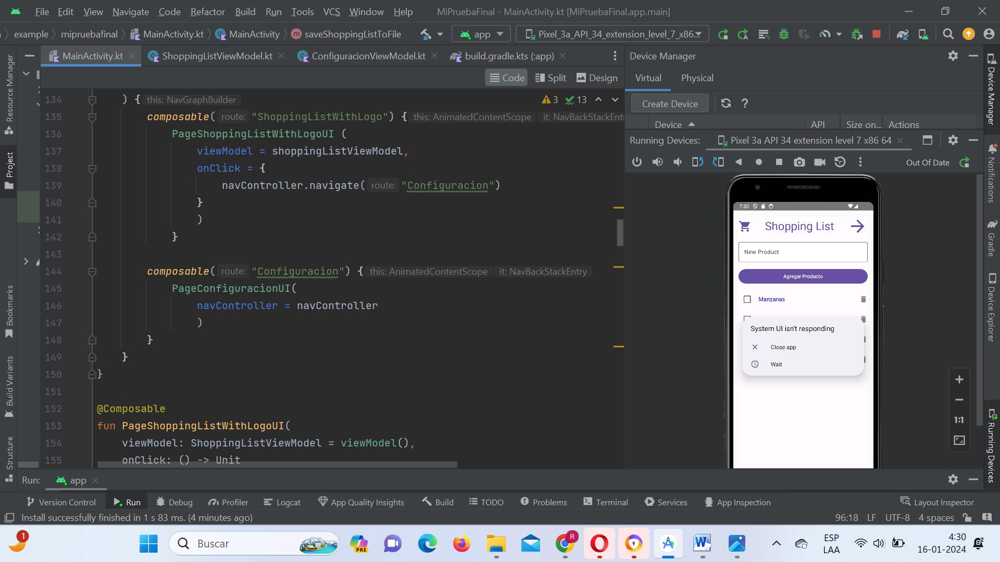 File Edit View Navigate Code Refactor Build Run Tools VCS Window Help MiPruebaFinal - MainActivity.kt [MiPruebaFinal.app.main]
example mipruebafinal MainActivity.kt MainActivity saveShoppingListToFile app Pixel_3a_API_34_extension_level_7_x86...
MainActivity.kt ShoppingListViewModel.kt ConfiguracionViewModel.kt build.gradle.kts (:app)
Code Split Design
3 13
134 ) { this: NavGraphBuilder
135 composable( route: "ShoppingListWithLogo") { this: AnimatedContentScope it: NavBackStackEnt
136 PageShoppingListWithLogoUI (
137 viewModel = shoppingListViewModel,
138 onClick = {
139 navController.navigate( route: "Configuracion")
140 }
141 )
142 }
143
144 composable( route: "Configuracion") { this: AnimatedContentScope it: NavBackStackEntry
145 PageConfiguracionUI(
146 navController = navController
147 )
148 }
149 }
150 }
151
152 @Composable
153 fun PageShoppingListWithLogoUI(
154 viewModel: ShoppingListViewModel = viewModel(),
155 onClick: () -> Unit
Resource Manager
Project
Bookmarks
Build Variants
Structure
Device Manager
Virtual Physical
Create Device ?
Device API Size on... Actions
Running Devices: Pixel 3a API 34 extension level 7 x86 64
Out Of Date
7:30
Shopping List
New Product
Agregar Producto
Manzanas
System UI isn't responding
Close app
Wait
1:1
Device Manager
Notifications
Gradle
Device Explorer
Running Devices
Run: app
Version Control Run Debug Profiler Logcat App Quality Insights Build TODO Problems Terminal Services App Inspection Layout Inspector
Install successfully finished in 1 s 83 ms. (4 minutes ago) 96:18 LF UTF-8 4 spaces
1
Buscar
PRE
R
ESP
LAA
4:30
16-01-2024